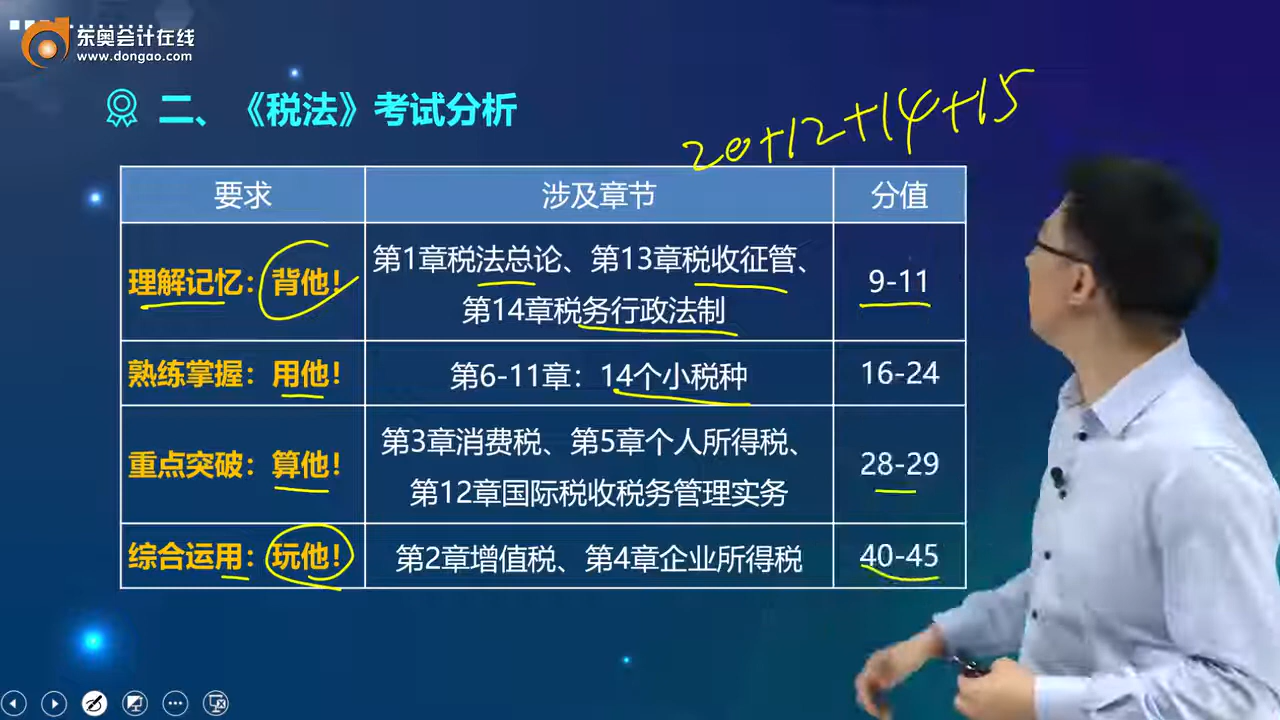 东奥会计在线
www.dongao.com
二、《税法》考试分析
20+12+14+15
要求 涉及章节 分值
理解记忆：背他！ 第1章税法总论、第13章税收征管、 9-11
第14章税务行政法制
熟练掌握：用他！ 第6-11章：14个小税种 16-24
第3章消费税、第5章个人所得税、
重点突破：算他！ 28-29
第12章国际税收税务管理实务
综合运用：玩他！ 第2章增值税、第4章企业所得税 40-45